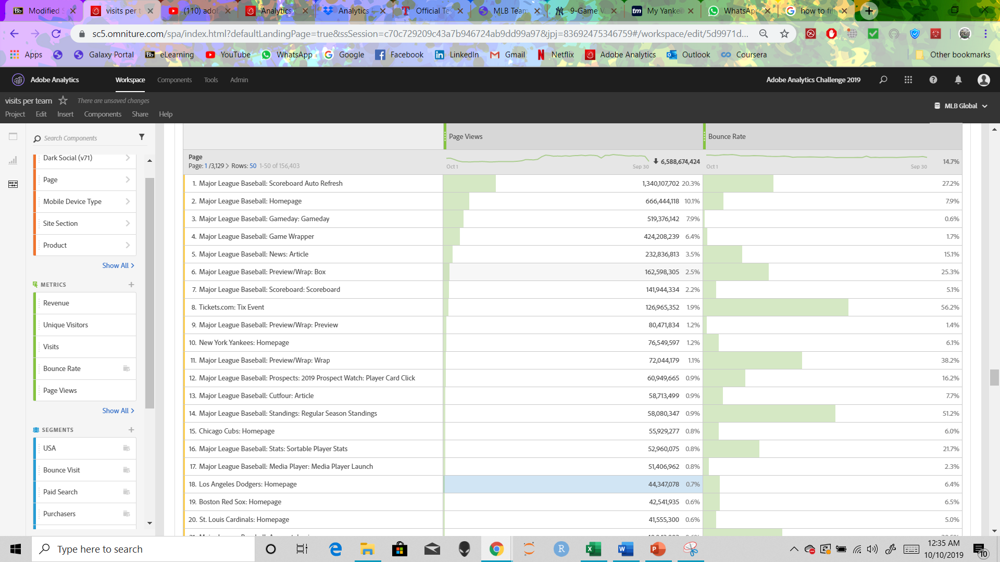 Modified S
visits per t
(110) adob
Analytics
Analytics F
Official Te
MLB Team
9-Game V
My Yankee
WhatsApp
how to filt
sc5.omniture.com/spa/index.html?defaultLandingPage=true&ssSession=c70c729209c43a7b946724ab9dd99a97&jpj=83692475346759#/workspace/edit/5d9971d...
Apps
Galaxy Portal
Bb eLearning
YouTube
WhatsApp
Google
Facebook
LinkedIn
Gmail
Netflix
Adobe Analytics
Outlook
Coursera
Other bookmarks
Adobe Analytics
Workspace
Components
Tools
Admin
Adobe Analytics Challenge 2019
visits per team
There are unsaved changes
Project
Edit
Insert
Components
Share
Help
MLB Global
Search Components
Dark Social (v71)
Page
Mobile Device Type
Site Section
Product
Show All >
METRICS
Revenue
Unique Visitors
Visits
Bounce Rate
Page Views
Show All >
SEGMENTS
USA
Bounce Visit
Paid Search
Purchasers
Page Views
Bounce Rate
Page
Page: 1 /3,129 > Rows: 50 1-50 of 156,403
Oct 1
Sep 30
6,588,674,424
Oct 1
Sep 30
14.7%
1. Major League Baseball: Scoreboard Auto Refresh 1,340,107,702 20.3% 27.2%
2. Major League Baseball: Homepage 666,444,118 10.1% 7.9%
3. Major League Baseball: Gameday: Gameday 519,376,142 7.9% 0.6%
4. Major League Baseball: Game Wrapper 424,208,239 6.4% 1.7%
5. Major League Baseball: News: Article 232,836,813 3.5% 15.1%
6. Major League Baseball: Preview/Wrap: Box 162,598,305 2.5% 25.3%
7. Major League Baseball: Scoreboard: Scoreboard 141,944,334 2.2% 5.1%
8. Tickets.com: Tix Event 126,965,352 1.9% 56.2%
9. Major League Baseball: Preview/Wrap: Preview 80,471,834 1.2% 1.4%
10. New York Yankees: Homepage 76,549,597 1.2% 6.1%
11. Major League Baseball: Preview/Wrap: Wrap 72,044,179 1.1% 38.2%
12. Major League Baseball: Prospects: 2019 Prospect Watch: Player Card Click 60,949,665 0.9% 16.2%
13. Major League Baseball: Cutfour: Article 58,713,499 0.9% 7.7%
14. Major League Baseball: Standings: Regular Season Standings 58,080,347 0.9% 51.2%
15. Chicago Cubs: Homepage 55,929,277 0.8% 6.0%
16. Major League Baseball: Stats: Sortable Player Stats 52,960,075 0.8% 21.7%
17. Major League Baseball: Media Player: Media Player Launch 51,406,962 0.8% 2.3%
18. Los Angeles Dodgers: Homepage 44,347,078 0.7% 6.4%
19. Boston Red Sox: Homepage 42,541,935 0.6% 6.5%
20. St. Louis Cardinals: Homepage 41,555,300 0.6% 5.0%
Type here to search
12:35 AM
10/10/2019
10